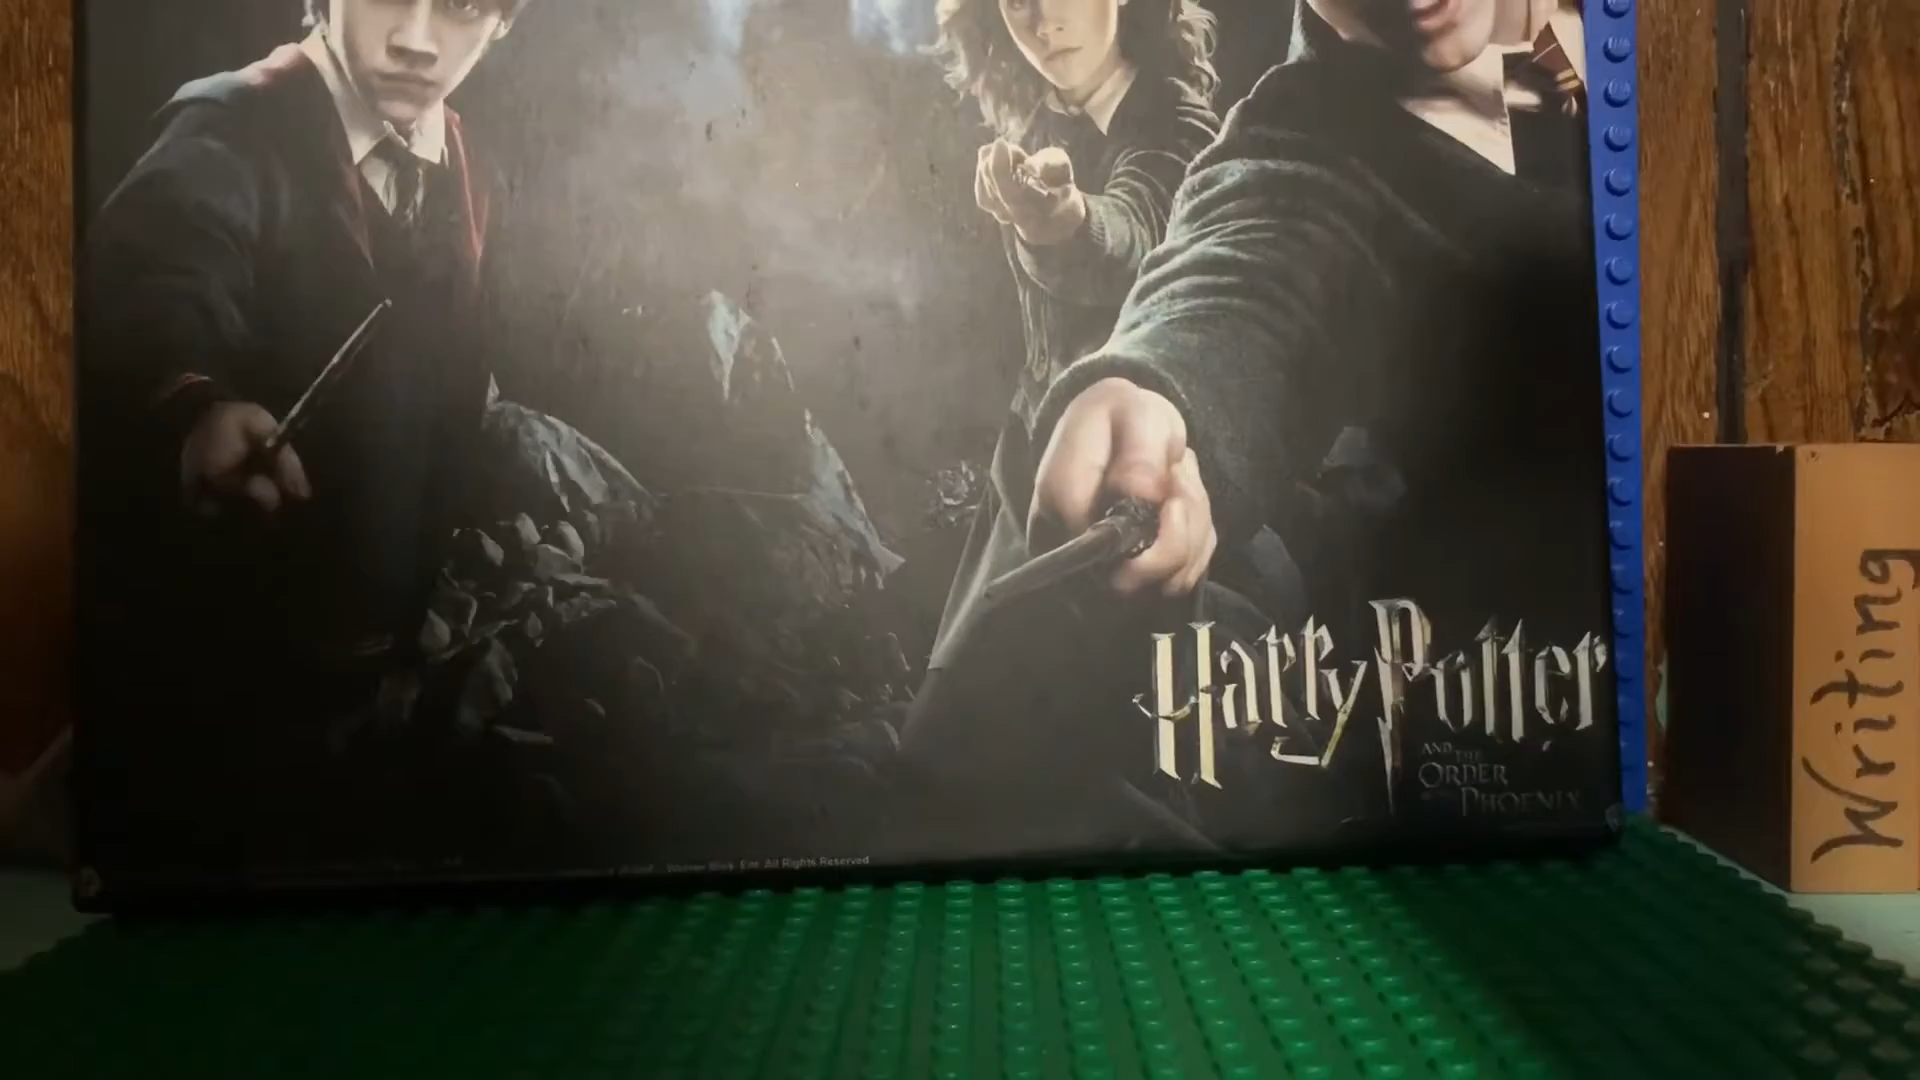 Harry Potter
AND THE
ORDER
PHOENIX
All Rights Reserved
Writing